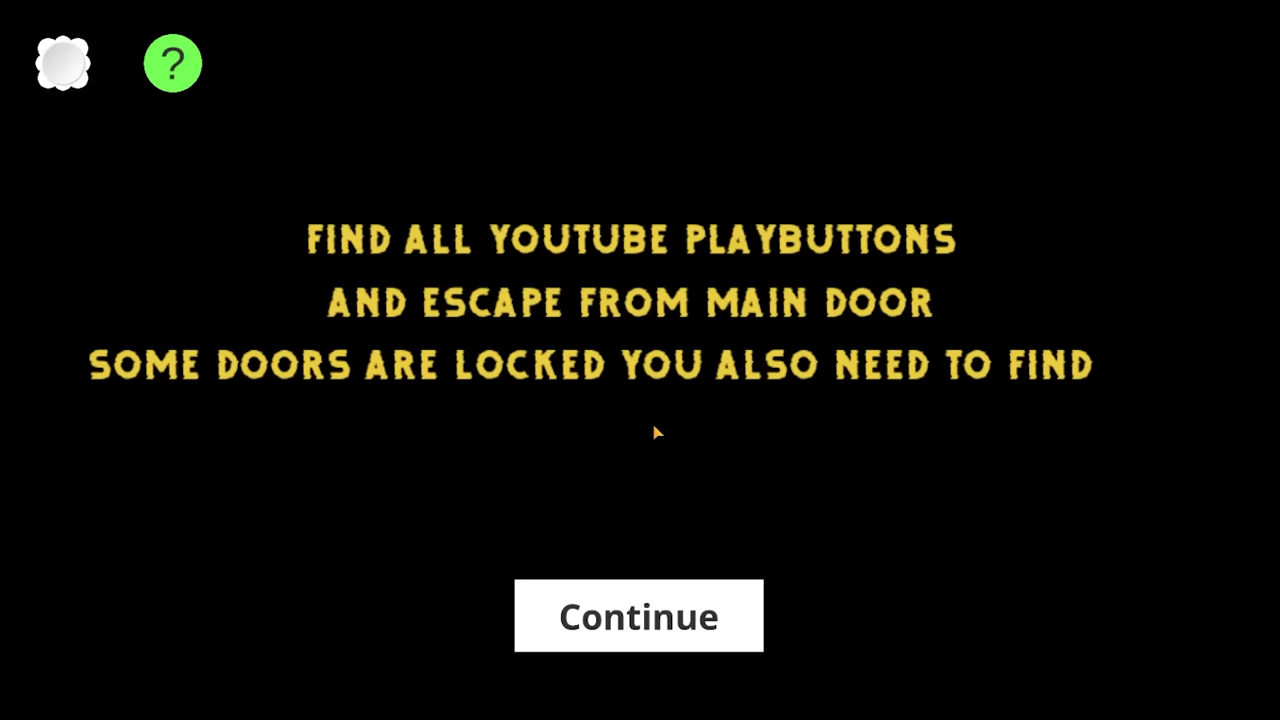 ?
FIND ALL YOUTUBE PLAYBUTTONS
AND ESCAPE FROM MAIN DOOR
SOME DOORS ARE LOCKED YOU ALSO NEED TO FIND
Continue